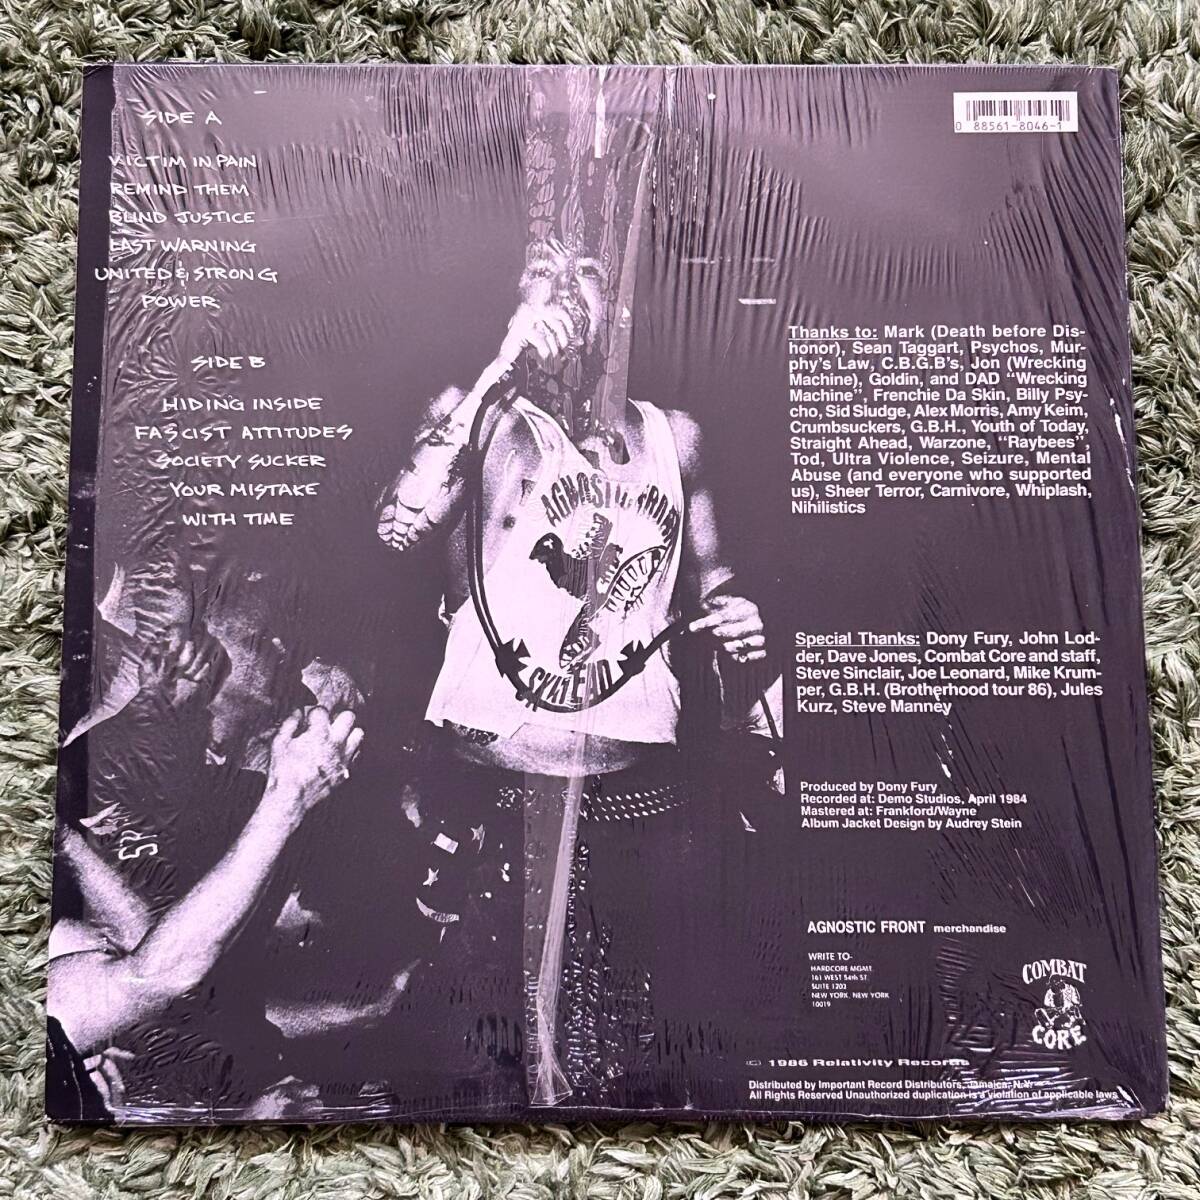 SIDE A
VICTIM IN PAIN
REMIND THEM
BLIND JUSTICE
LAST WARNING
UNITED & STRONG
POWER
SIDE B
HIDING INSIDE
FASCIST ATTITUDES
SOCIETY SUCKER
YOUR MISTAKE
WITH TIME
0 88561-8046-1
AGNOSTIC FRONT
SKINHEAD
Thanks to: Mark (Death before Dis-
honor), Sean Taggart, Psychos, Mur-
phy's Law, C.B.G.B's, Jon (Wrecking
Machine), Goldin, and DAD "Wrecking
Machine", Frenchie Da Skin, Billy Psy-
cho, Sid Sludge, Alex Morris, Amy Keim,
Crumbsuckers, G.B.H., Youth of Today,
Straight Ahead, Warzone, "Raybees",
Tod, Ultra Violence, Seizure, Mental
Abuse (and everyone who supported
us), Sheer Terror, Carnivore, Whiplash,
Nihilistics
Special Thanks: Dony Fury, John Lod-
der, Dave Jones, Combat Core and staff,
Steve Sinclair, Joe Leonard, Mike Krum-
per, G.B.H. (Brotherhood tour 86), Jules
Kurz, Steve Manney
Produced by Dony Fury
Recorded at: Demo Studios, April 1984
Mastered at: Frankford/Wayne
Album Jacket Design by Audrey Stein
AGNOSTIC FRONT merchandise
WRITE TO-
HARDCORE MGMT.
161 WEST 54th ST.
SUITE 1203
NEW YORK, NEW YORK
10019
COMBAT
CORE
© 1986 Relativity Records
Distributed by Important Record Distributors, Jamaica, N.Y.
All Rights Reserved Unauthorized duplication is a violation of applicable laws